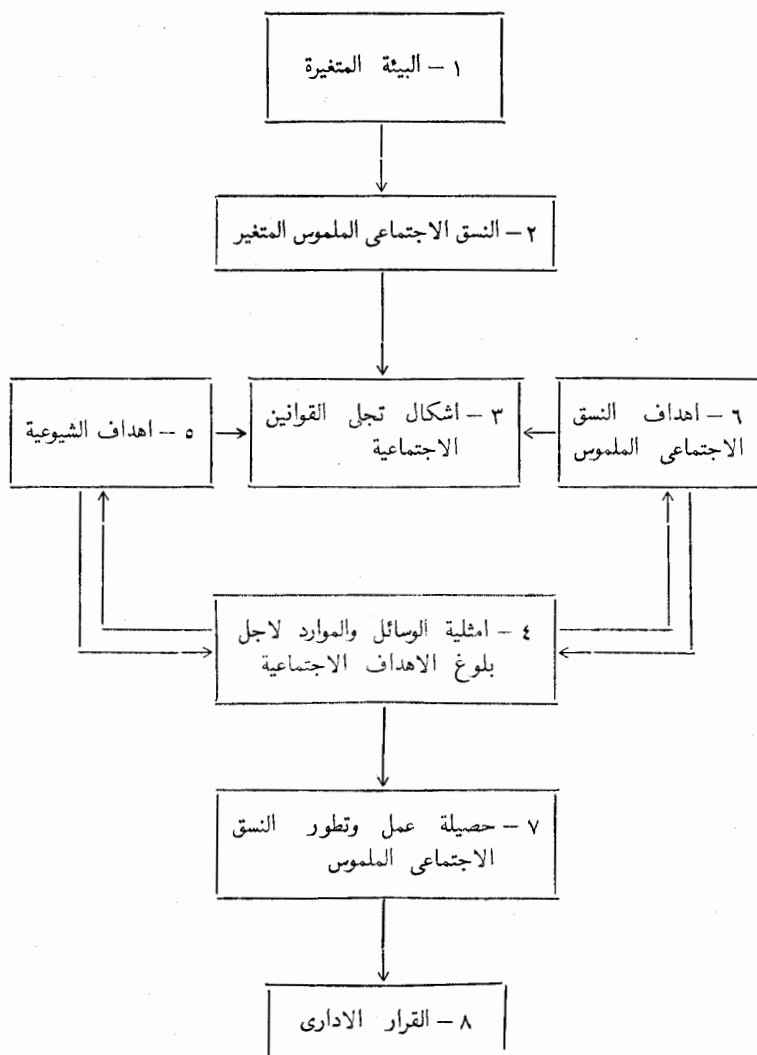 ١ – البيئة المتغيرة
٢ – النسق الاجتماعى الملموس المتغير
٦ – اهداف النسق
الاجتماعى الملموس
٣ – اشكال تجلى القوانين
الاجتماعية
٥ – اهداف الشيوعية
٤ – امثلية الوسائل والموارد لاجل
بلوغ الاهداف الاجتماعية
٧ – حصيلة عمل وتطور النسق
الاجتماعى الملموس
٨ – القرار الادارى